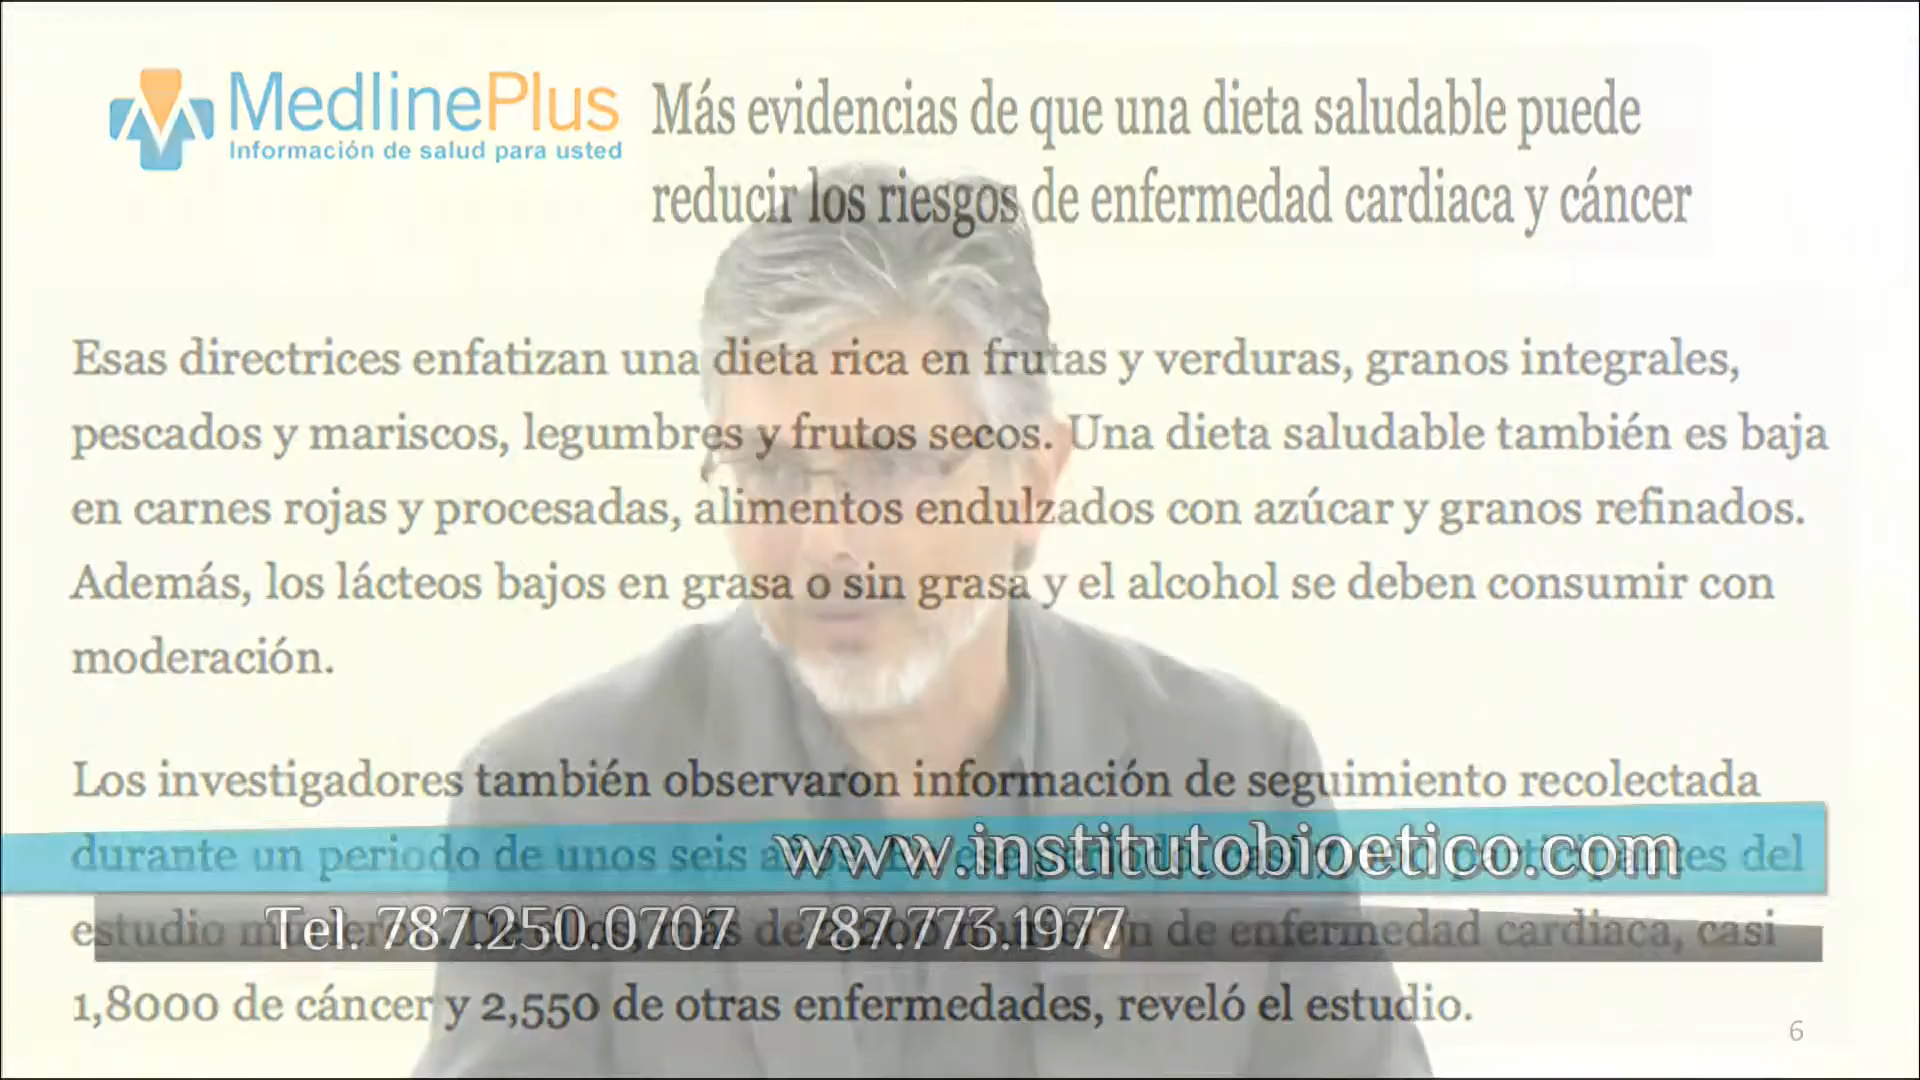 MedlinePlus
Información de salud para usted
Más evidencias de que una dieta saludable puede
reducir los riesgos de enfermedad cardiaca y cáncer
Esas directrices enfatizan una dieta rica en frutas y verduras, granos integrales,
pescados y mariscos, legumbres y frutos secos. Una dieta saludable también es baja
en carnes rojas y procesadas, alimentos endulzados con azúcar y granos refinados.
Además, los lácteos bajos en grasa o sin grasa y el alcohol se deben consumir con
moderación.
Los investigadores también observaron información de seguimiento recolectada
durante un periodo de unos seis participantes del
www.institutobioetico.com
estudio más de de enfermedad cardiaca, casi
Tel. 787.250.0707 787.773.1977
1,8000 de cáncer y 2,550 de otras enfermedades, reveló el estudio.
6